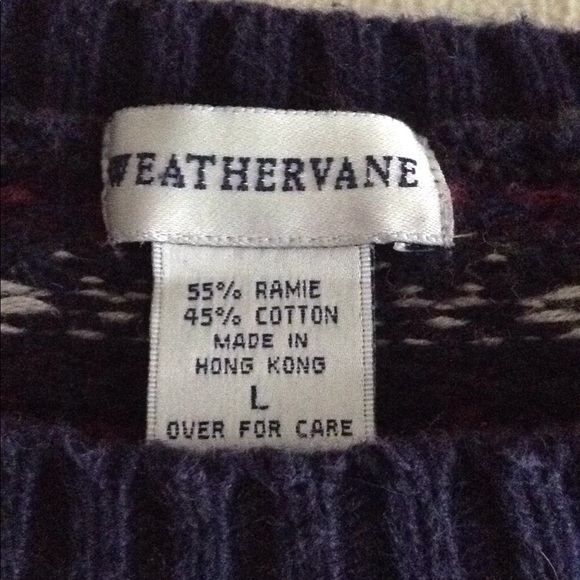 WEATHERVANE
55% RAMIE
45% COTTON
MADE IN
HONG KONG
L
OVER FOR CARE